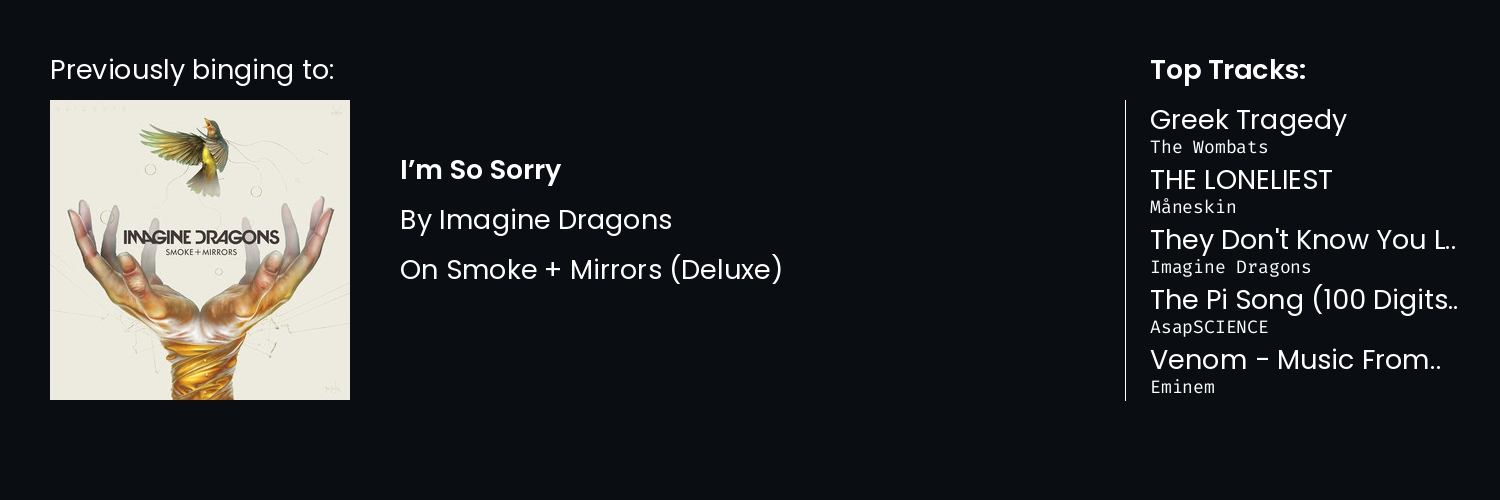 Previously binging to:
IMAGINE DRAGONS
SMOKE+MIRRORS
I’m So Sorry
By Imagine Dragons
On Smoke + Mirrors (Deluxe)
Top Tracks:
Greek Tragedy
The Wombats
THE LONELIEST
Måneskin
They Don't Know You L..
Imagine Dragons
The Pi Song (100 Digits..
AsapSCIENCE
Venom - Music From..
Eminem